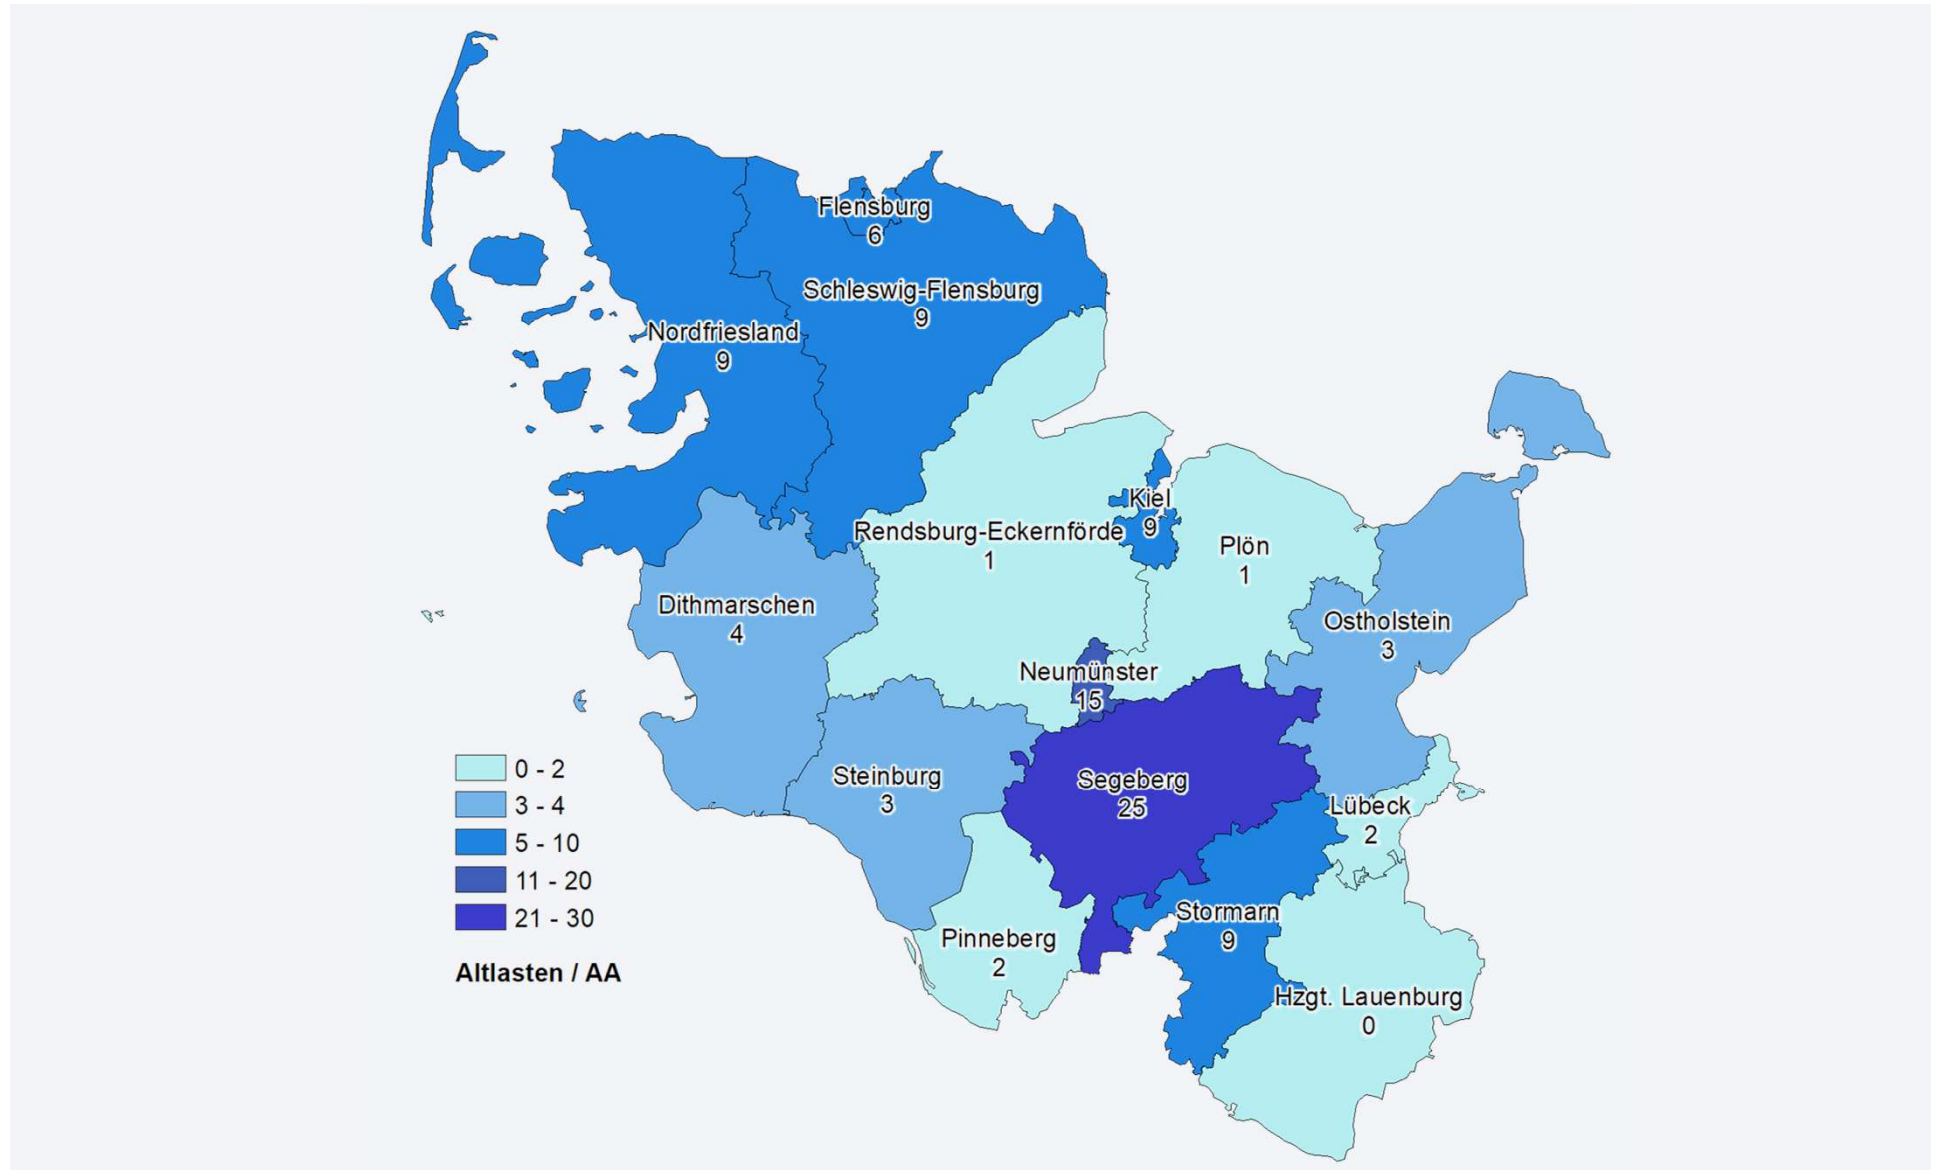 Flensburg
6
Schleswig-Flensburg
9
Nordfriesland
9
Kiel
9
Rendsburg-Eckernförde
1
Plön
1
Dithmarschen
4
Ostholstein
3
Neumünster
15
Steinburg
3
Segeberg
25
Lübeck
2
Stormarn
9
Pinneberg
2
Hzgt. Lauenburg
0
0 - 2
3 - 4
5 - 10
11 - 20
21 - 30
Altlasten / AA